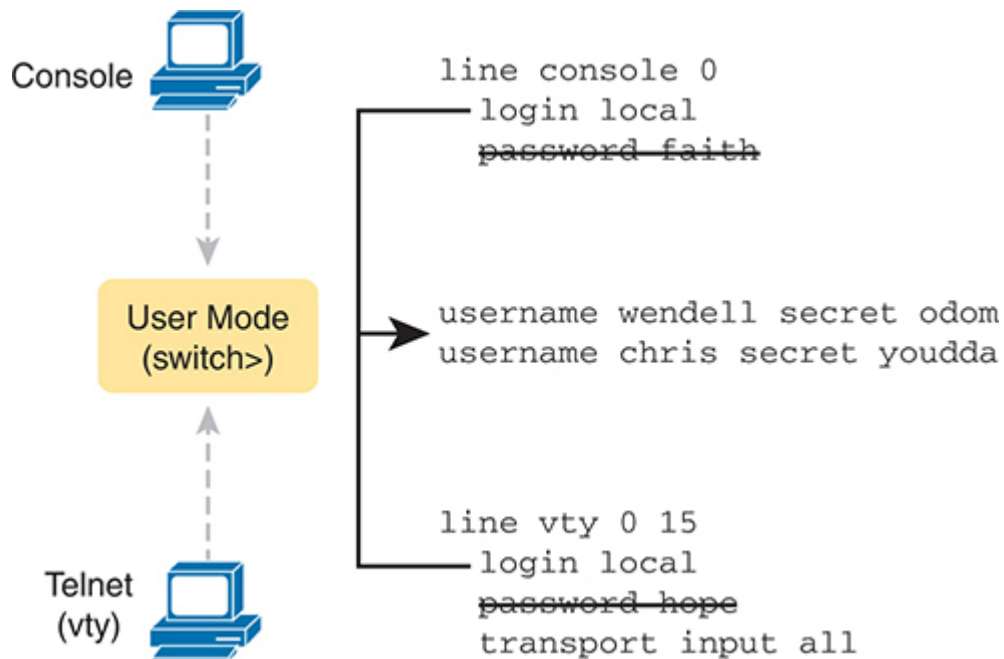 Console
line console 0
login local
password faith
User Mode
(switch>)
username wendell secret odom
username chris secret youdda
line vty 0 15
login local
password hope
transport input all
Telnet
(vty)